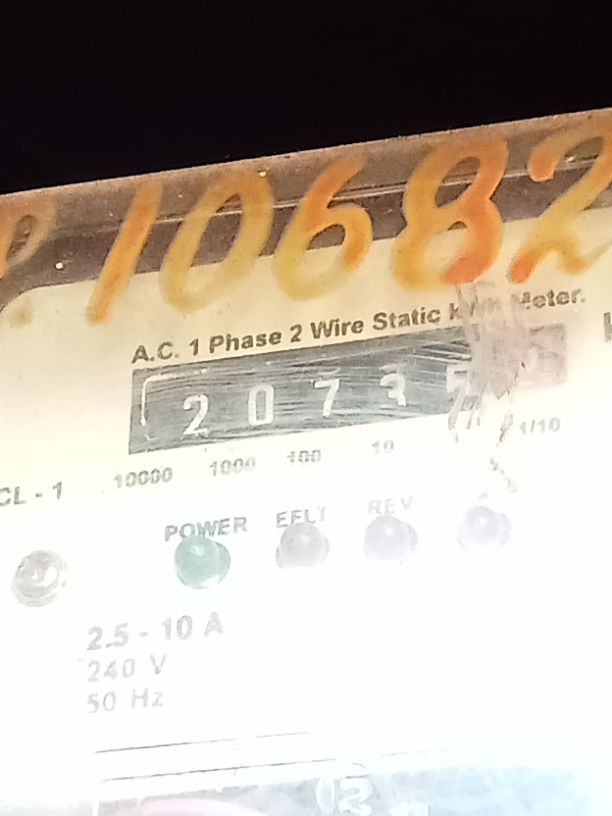 10682
A.C. 1 Phase 2 Wire Static Meter.
2 0 7 3 5
10000 1000 100 10 1/10
CL - 1
POWER EFLT REV
2.5 - 10 A
240 V
50 Hz